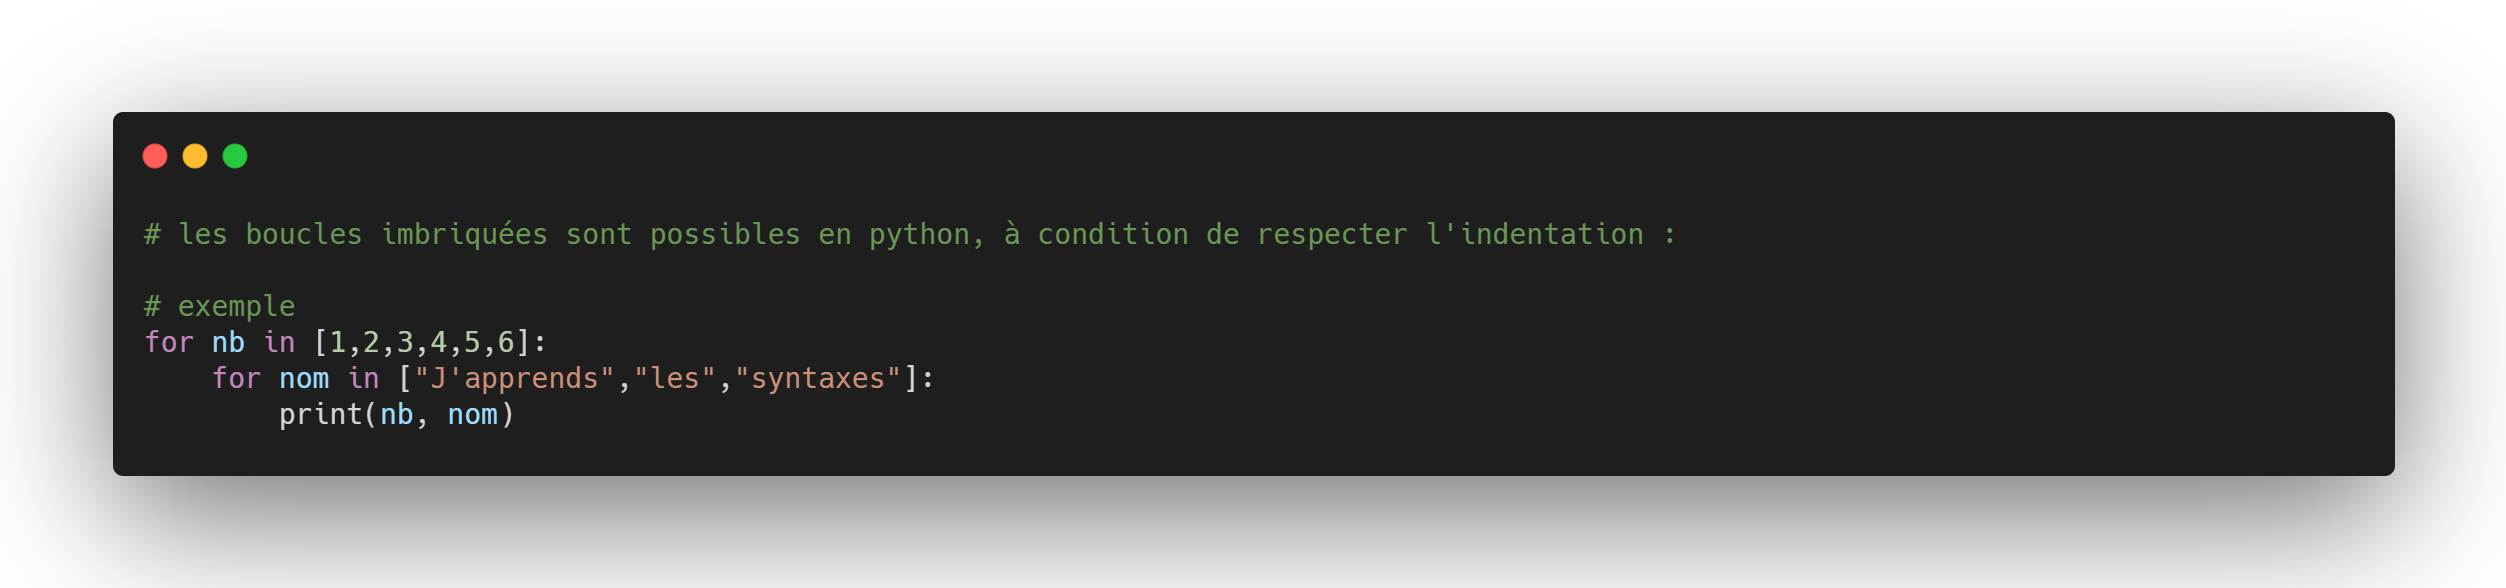 # les boucles imbriquées sont possibles en python, à condition de respecter l'indentation :
# exemple
for nb in [1,2,3,4,5,6]:
    for nom in ["J'apprends","les","syntaxes"]:
        print(nb, nom)